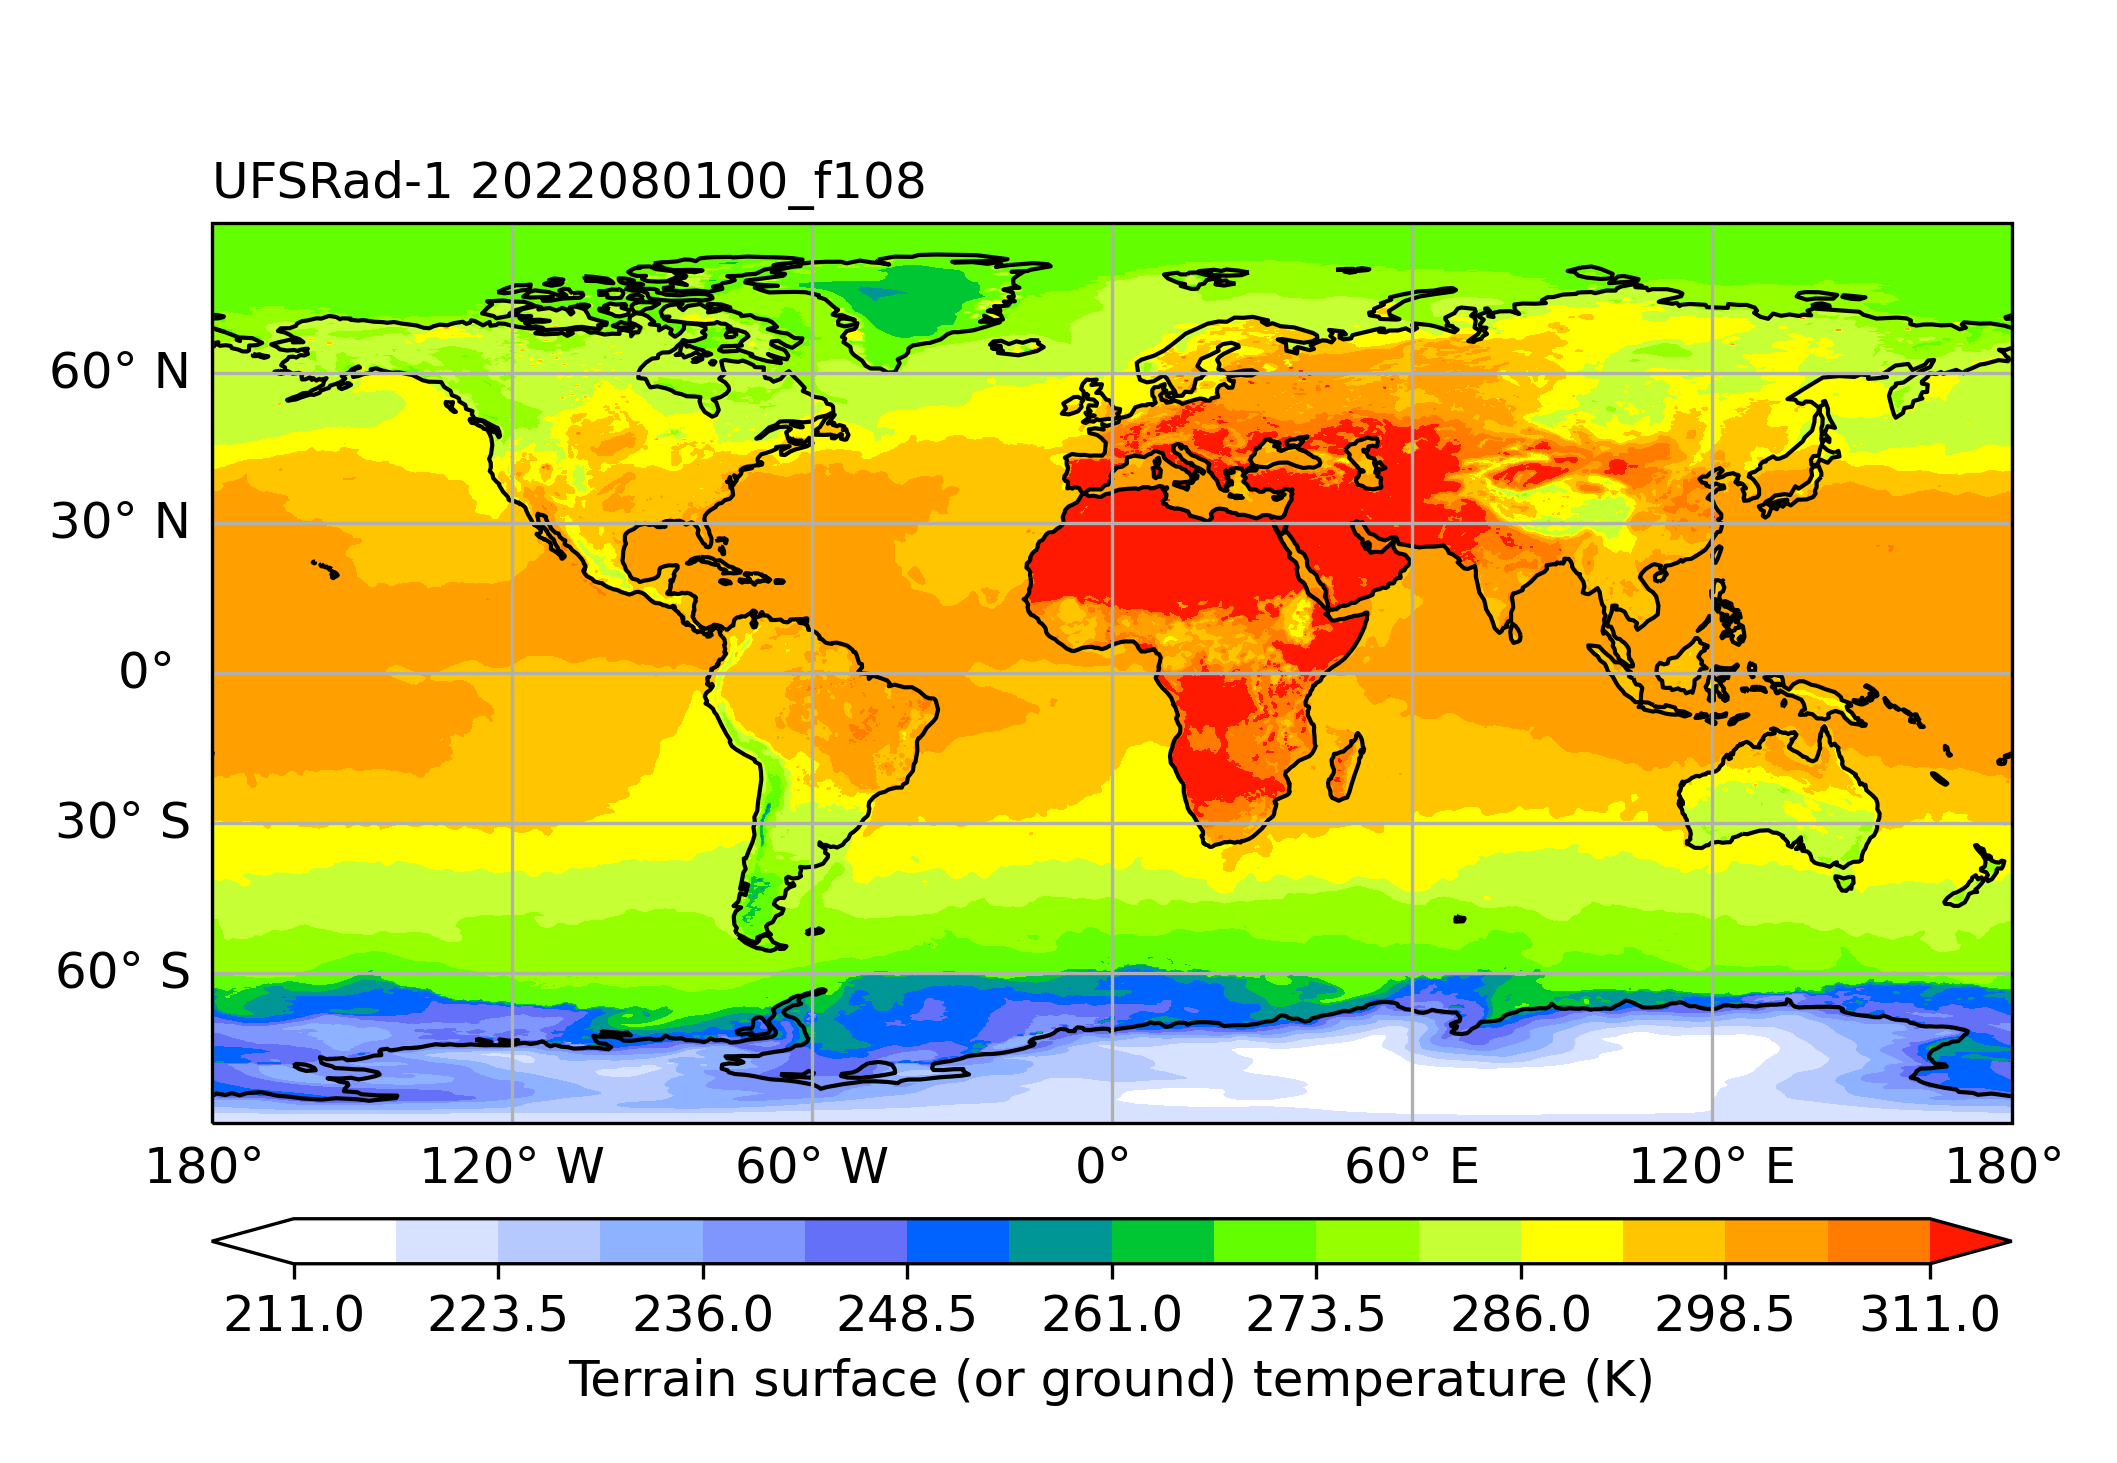 UFSRad-1 2022080100_f108
60° N
30° N
0°
30° S
60° S
180° 120° W 60° W 0° 60° E 120° E 180°
211.0 223.5 236.0 248.5 261.0 273.5 286.0 298.5 311.0
Terrain surface (or ground) temperature (K)